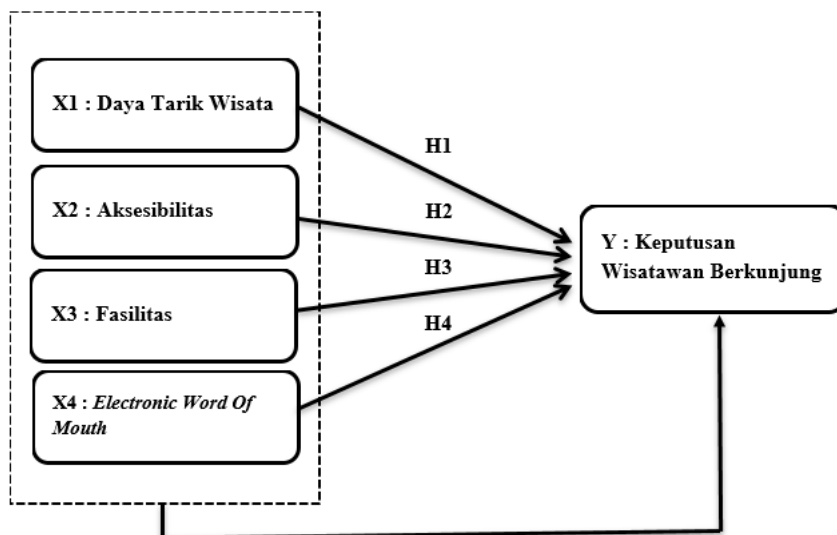 X1 : Daya Tarik Wisata
H1
X2 : Aksesibilitas
H2
Y : Keputusan
Wisatawan Berkunjung
X3 : Fasilitas
H3
H4
X4 : Electronic Word Of
Mouth